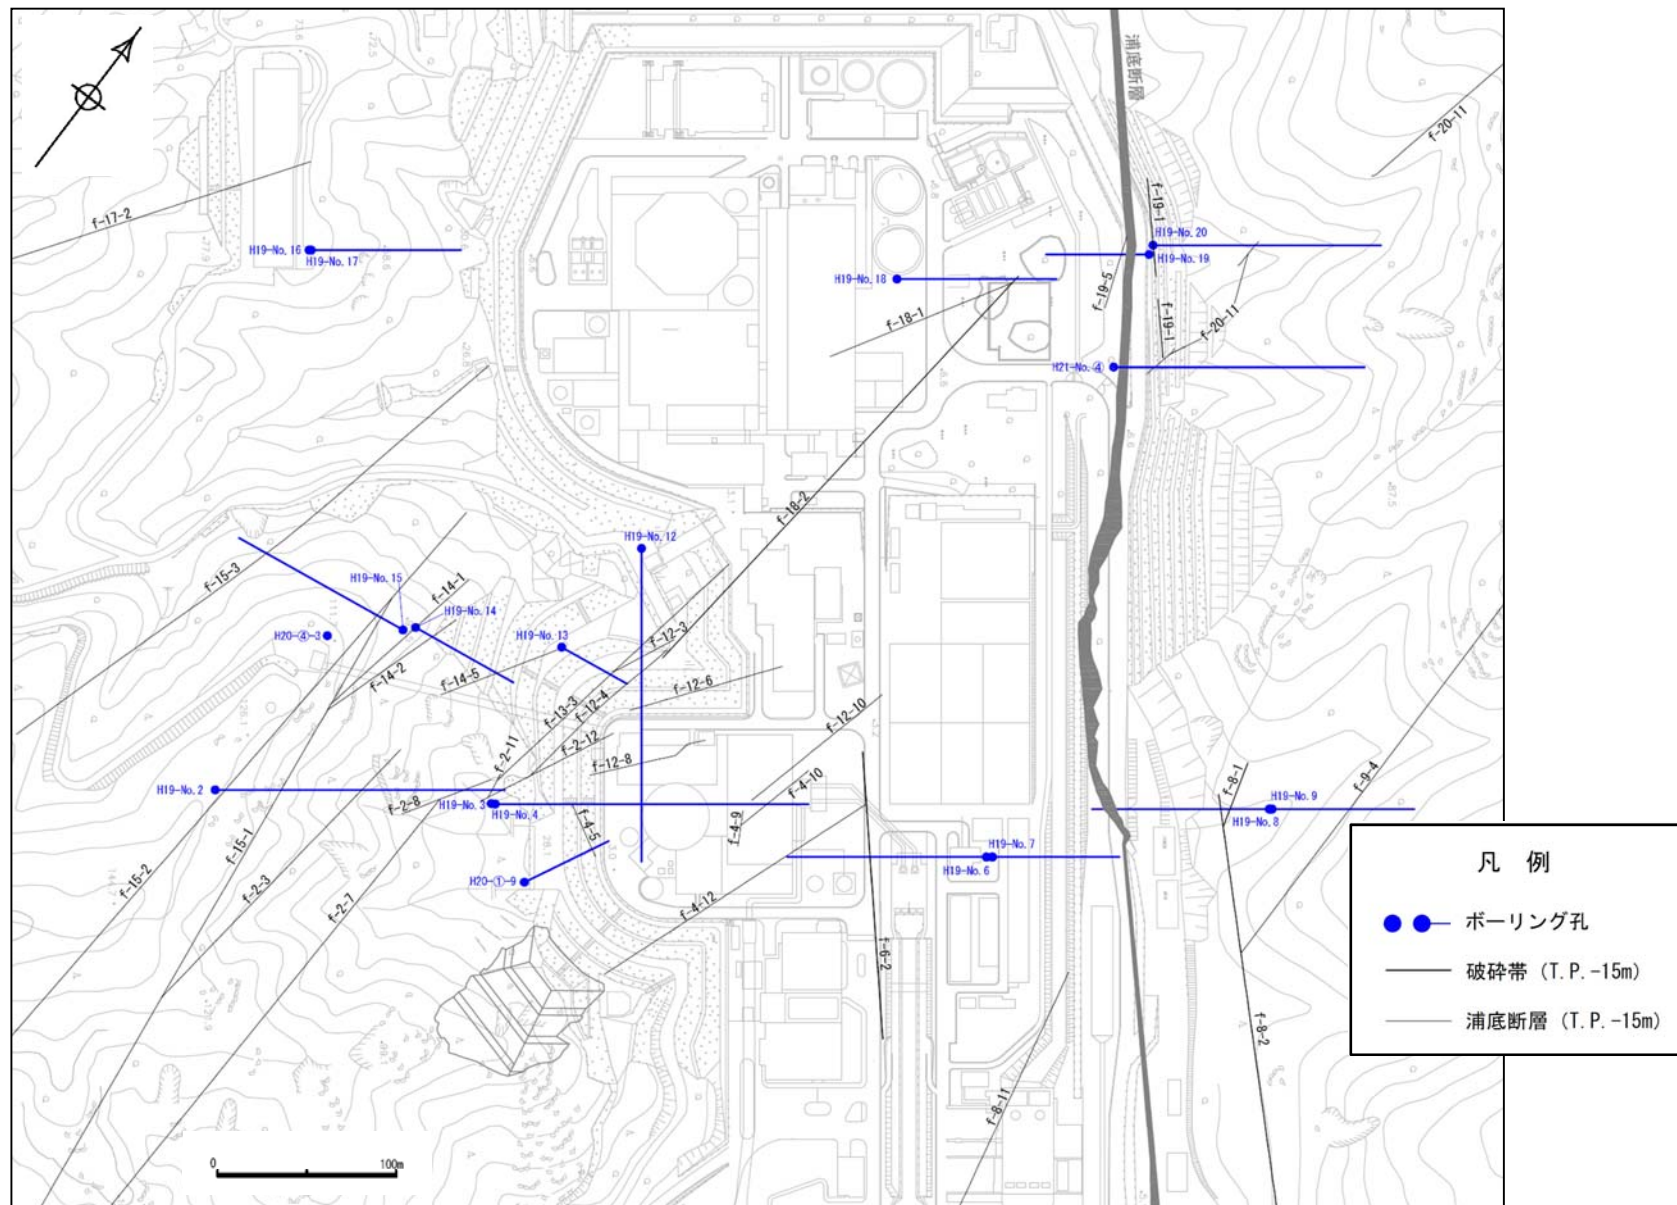 浦底断層
f-20-11
f-17-2
H19-No.16
H19-No.17
f-19-1
H19-No.20
H19-No.19
H19-No.18
f-19-5
f-18-1
f-19-1
f-20-11
H21-No.④
f-18-2
H19-No.12
f-15-3
H19-No.15
f-14-1
H19-No.14
H20-④-3
H19-No.13
f-12-3
f-14-2
f-14-5
f-12-6
f-13-3
f-12-4
f-12-10
f-2-11
f-2-12
f-12-8
f-4-10
f-8-1
f-9-4
H19-No.2
f-2-8
H19-No.3
H19-No.4
H19-No.9
H19-No.8
f-4-5
f-4-9
f-15-1
H19-No.7
H19-No.6
f-15-2
f-2-3
H20-①-9
f-2-7
f-4-12
f-6-2
f-8-2
f-8-11
0
100m
凡 例
ボーリング孔
破砕帯 (T.P.-15m)
浦底断層 (T.P.-15m)